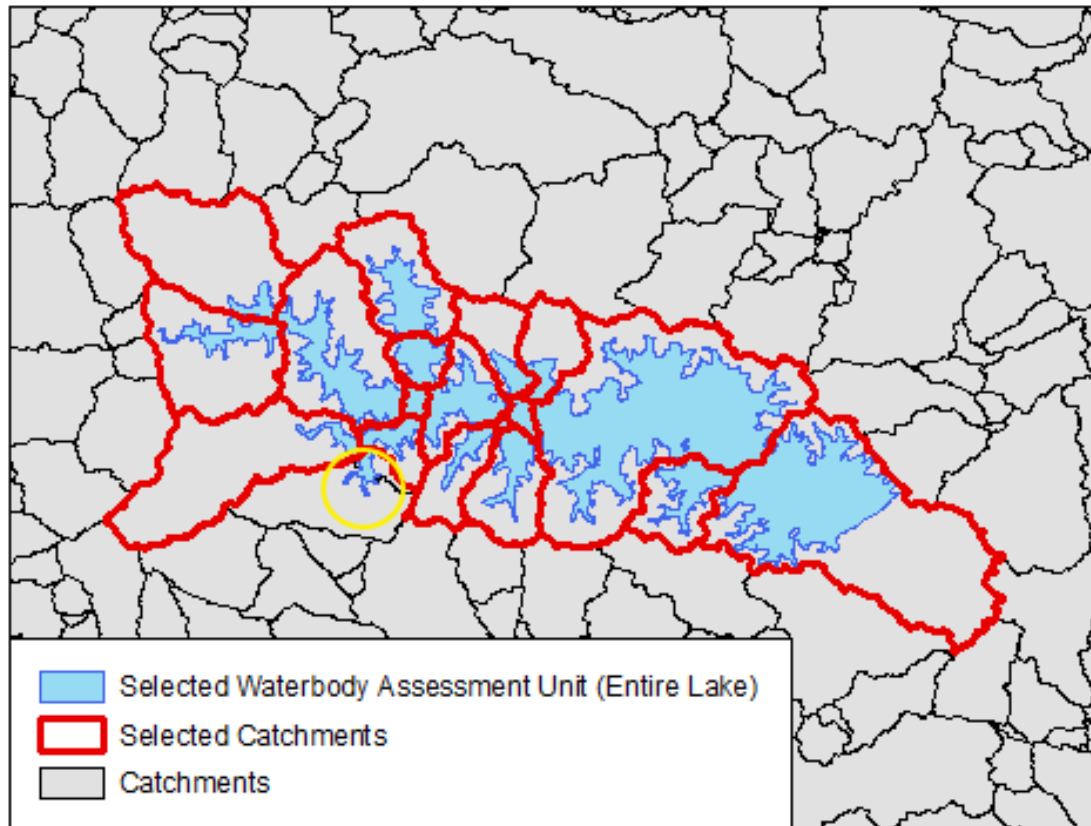 Selected Waterbody Assessment Unit (Entire Lake)
Selected Catchments
Catchments